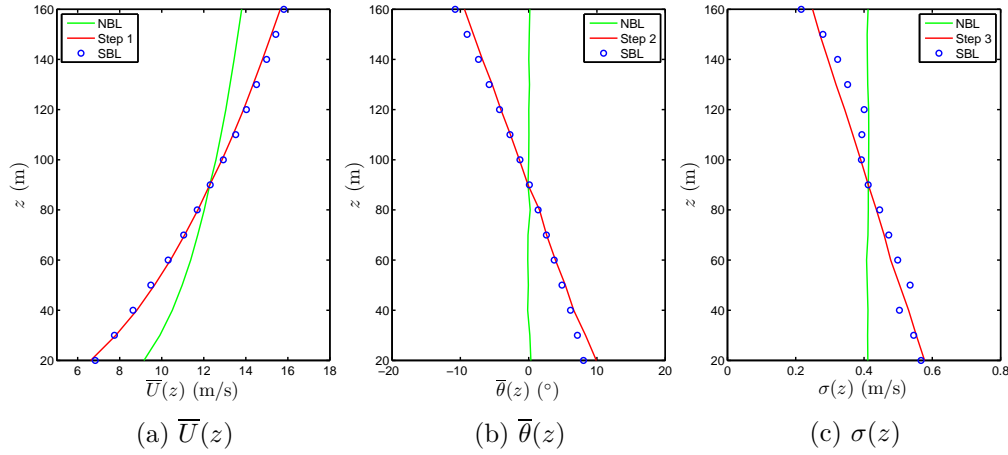 160
140
120
100
80
60
40
20
z (m)
4 6 8 10 12 14 16 18
U̅(z) (m/s)
NBL
Step 1
SBL
(a) U̅(z)
160
140
120
100
80
60
40
20
z (m)
−20 −10 0 10 20
θ̅(z) (°)
NBL
Step 2
SBL
(b) θ̅(z)
160
140
120
100
80
60
40
20
z (m)
0 0.2 0.4 0.6 0.8
σ(z) (m/s)
NBL
Step 3
SBL
(c) σ(z)